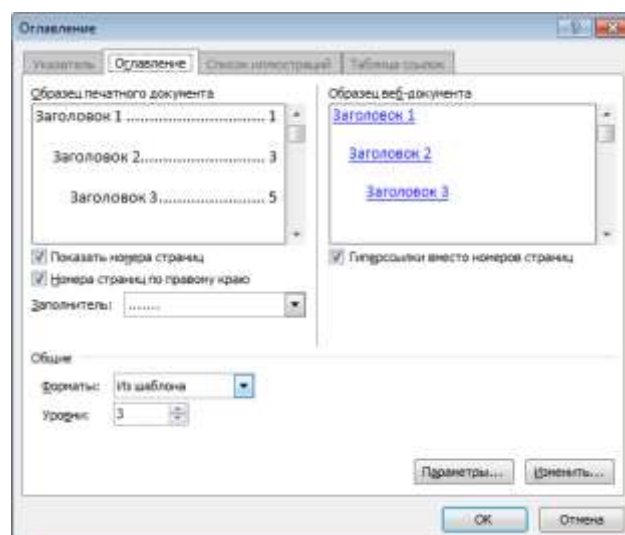 Оглавление
Указатель Оглавление Список иллюстраций Таблица ссылок
Образец печатного документа
Заголовок 1 ........................... 1
Заголовок 2........................ 3
Заголовок 3..................... 5
Показать номера страниц
Номера страниц по правому краю
Заполнитель: .......
Образец веб-документа
Заголовок 1
Заголовок 2
Заголовок 3
Гиперссылки вместо номеров страниц
Общие
Форматы: Из шаблона
Уровни: 3
Параметры... Изменить...
ОК Отмена